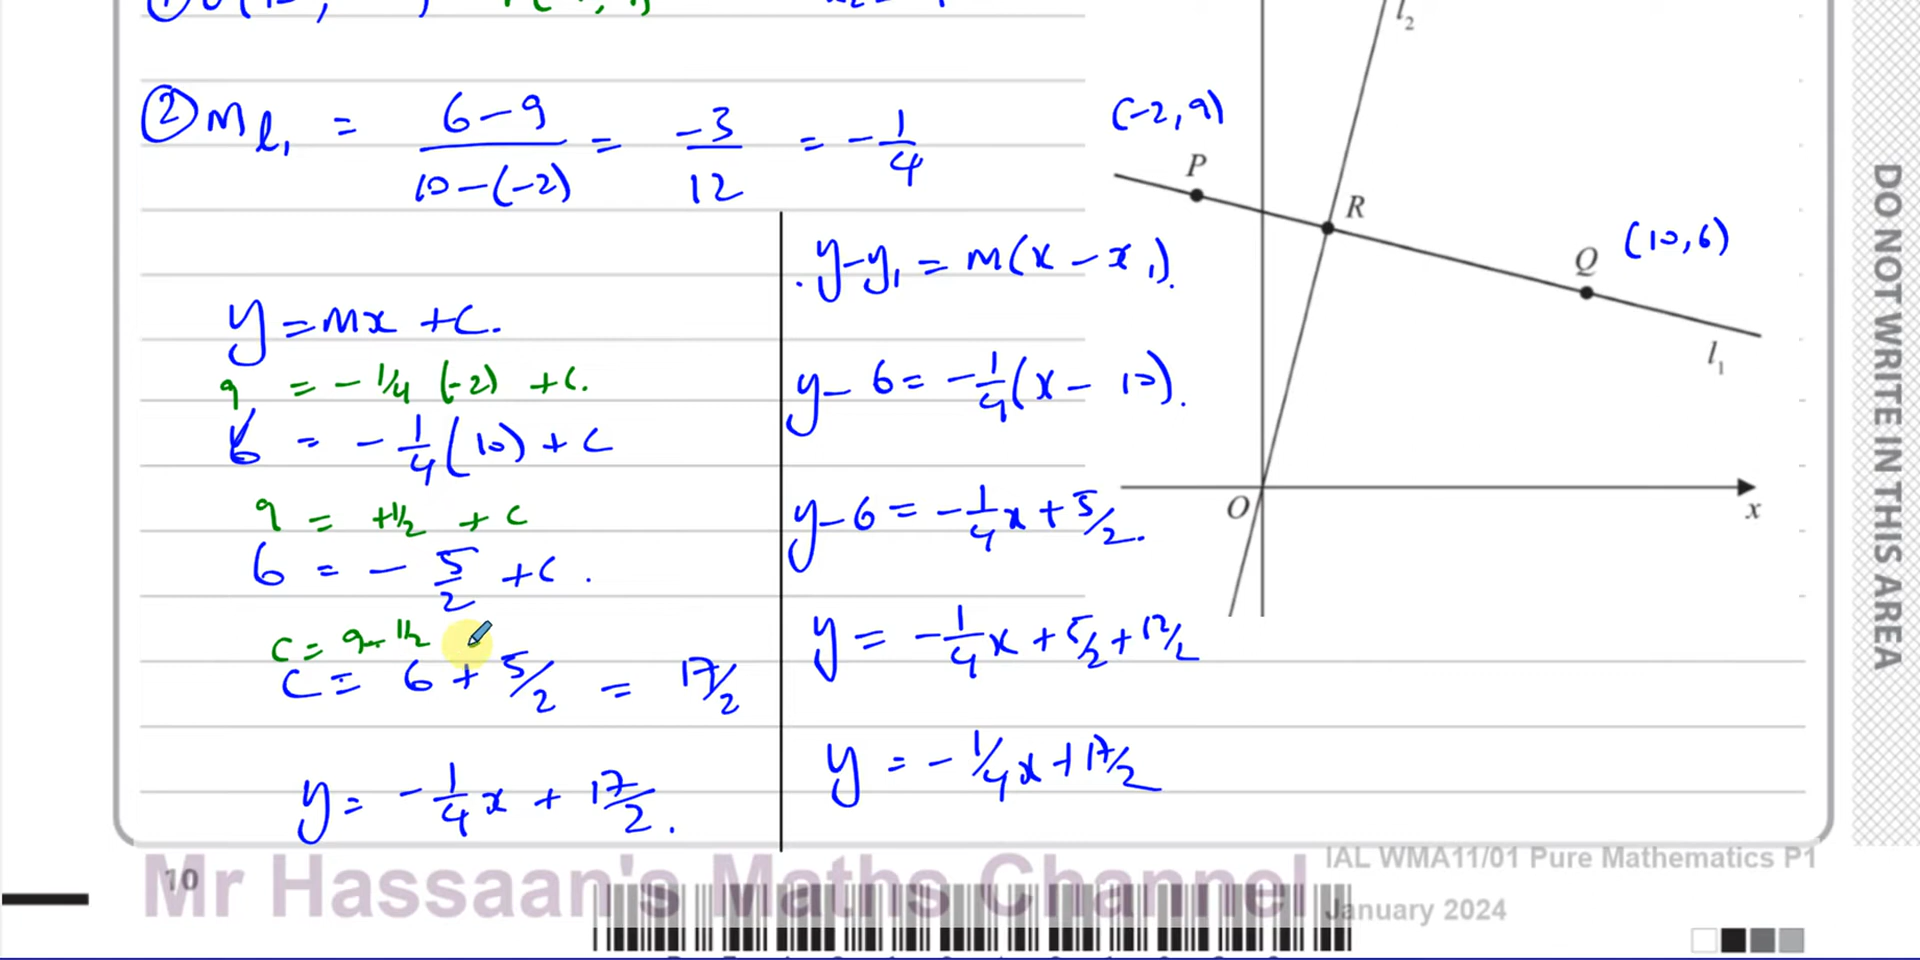 ② m l₁ = 6 - 9 / 10 - (-2) = -3 / 12 = - 1/4
y = mx + c.
9 = - 1/4 (-2) + c.
6 = - 1/4 (10) + c
9 = + 1/2 + c
6 = - 5/2 + c.
c = 9 - 1/2
c = 6 + 5/2 = 17/2
y = - 1/4 x + 17/2.
y - y₁ = m(x - x₁).
y - 6 = - 1/4 (x - 10).
y - 6 = - 1/4 x + 5/2.
y = - 1/4 x + 5/2 + 12/2
y = - 1/4 x + 17/2
l₂
(-2, 9)
P
R
(10, 6)
Q
l₁
O
x
DO NOT WRITE IN THIS AREA
10
Mr Hassaan's Maths Channel
IAL WMA11/01 Pure Mathematics P1
January 2024